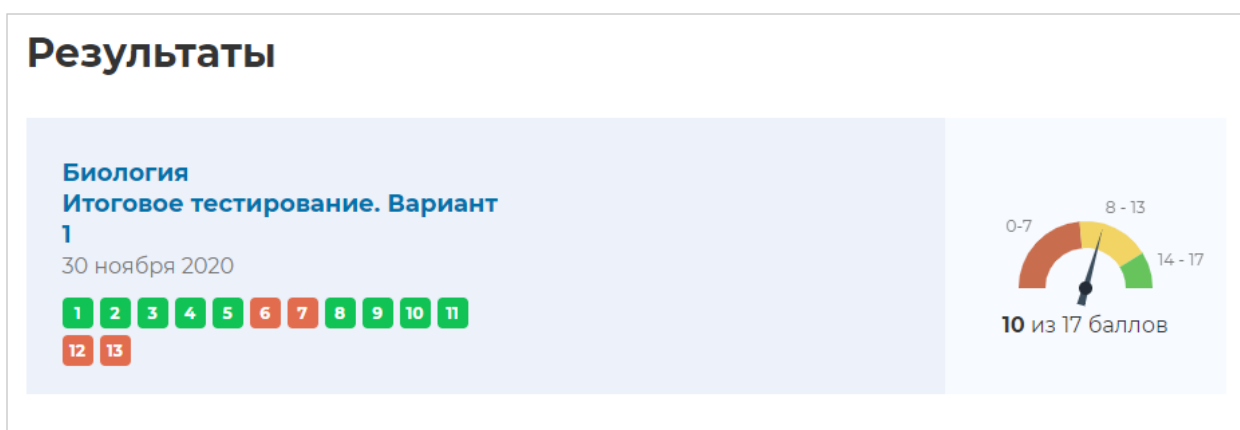 Результаты
Биология
Итоговое тестирование. Вариант
1
30 ноября 2020
1 2 3 4 5 6 7 8 9 10 11
12 13
0-7
8 - 13
14 - 17
10 из 17 баллов